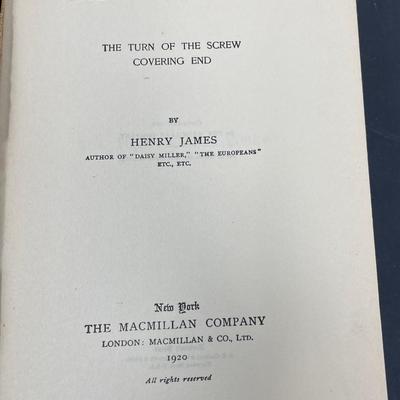 THE TURN OF THE SCREW
COVERING END
BY
HENRY JAMES
AUTHOR OF "DAISY MILLER," "THE EUROPEANS"
ETC., ETC.
New York
THE MACMILLAN COMPANY
LONDON: MACMILLAN & CO., LTD.
1920
All rights reserved